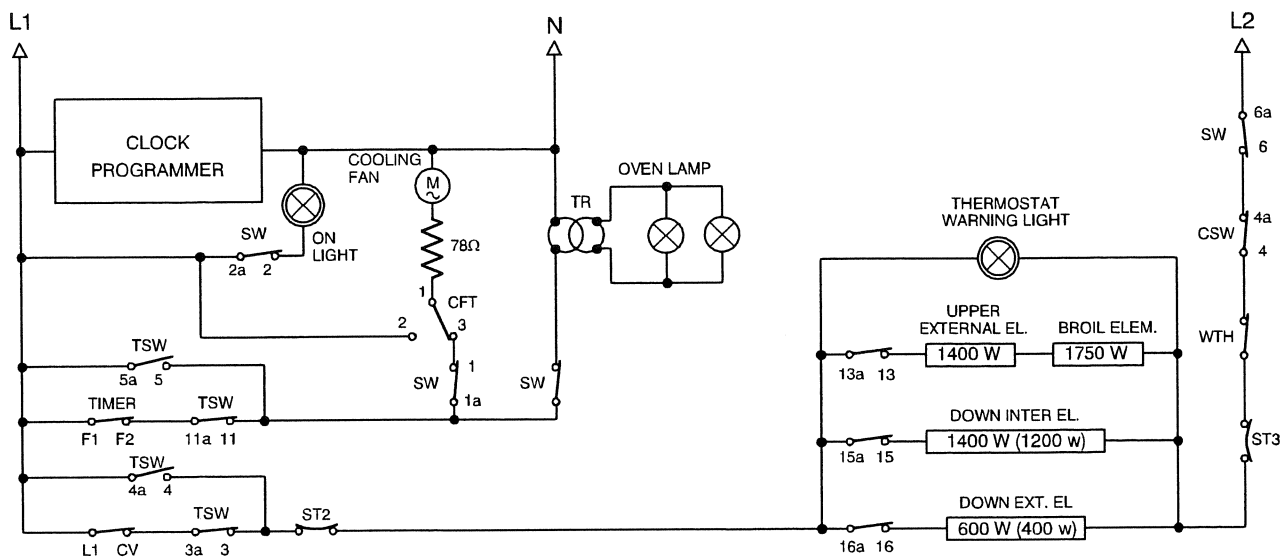 L1
N
L2
CLOCK
PROGRAMMER
COOLING
FAN
M
~
OVEN LAMP
TR
6a
SW
6
THERMOSTAT
WARNING LIGHT
4a
CSW
4
SW
2a 2
ON
LIGHT
78Ω
1
CFT
2
3
UPPER
EXTERNAL EL.
BROIL ELEM.
1400 W
1750 W
13a 13
WTH
TSW
5a 5
1
SW
1a
SW
TIMER
TSW
F1 F2
11a 11
DOWN INTER EL.
1400 W (1200 w)
15a 15
ST3
TSW
4a 4
TSW
ST2
L1 CV
3a 3
DOWN EXT. EL
600 W (400 w)
16a 16